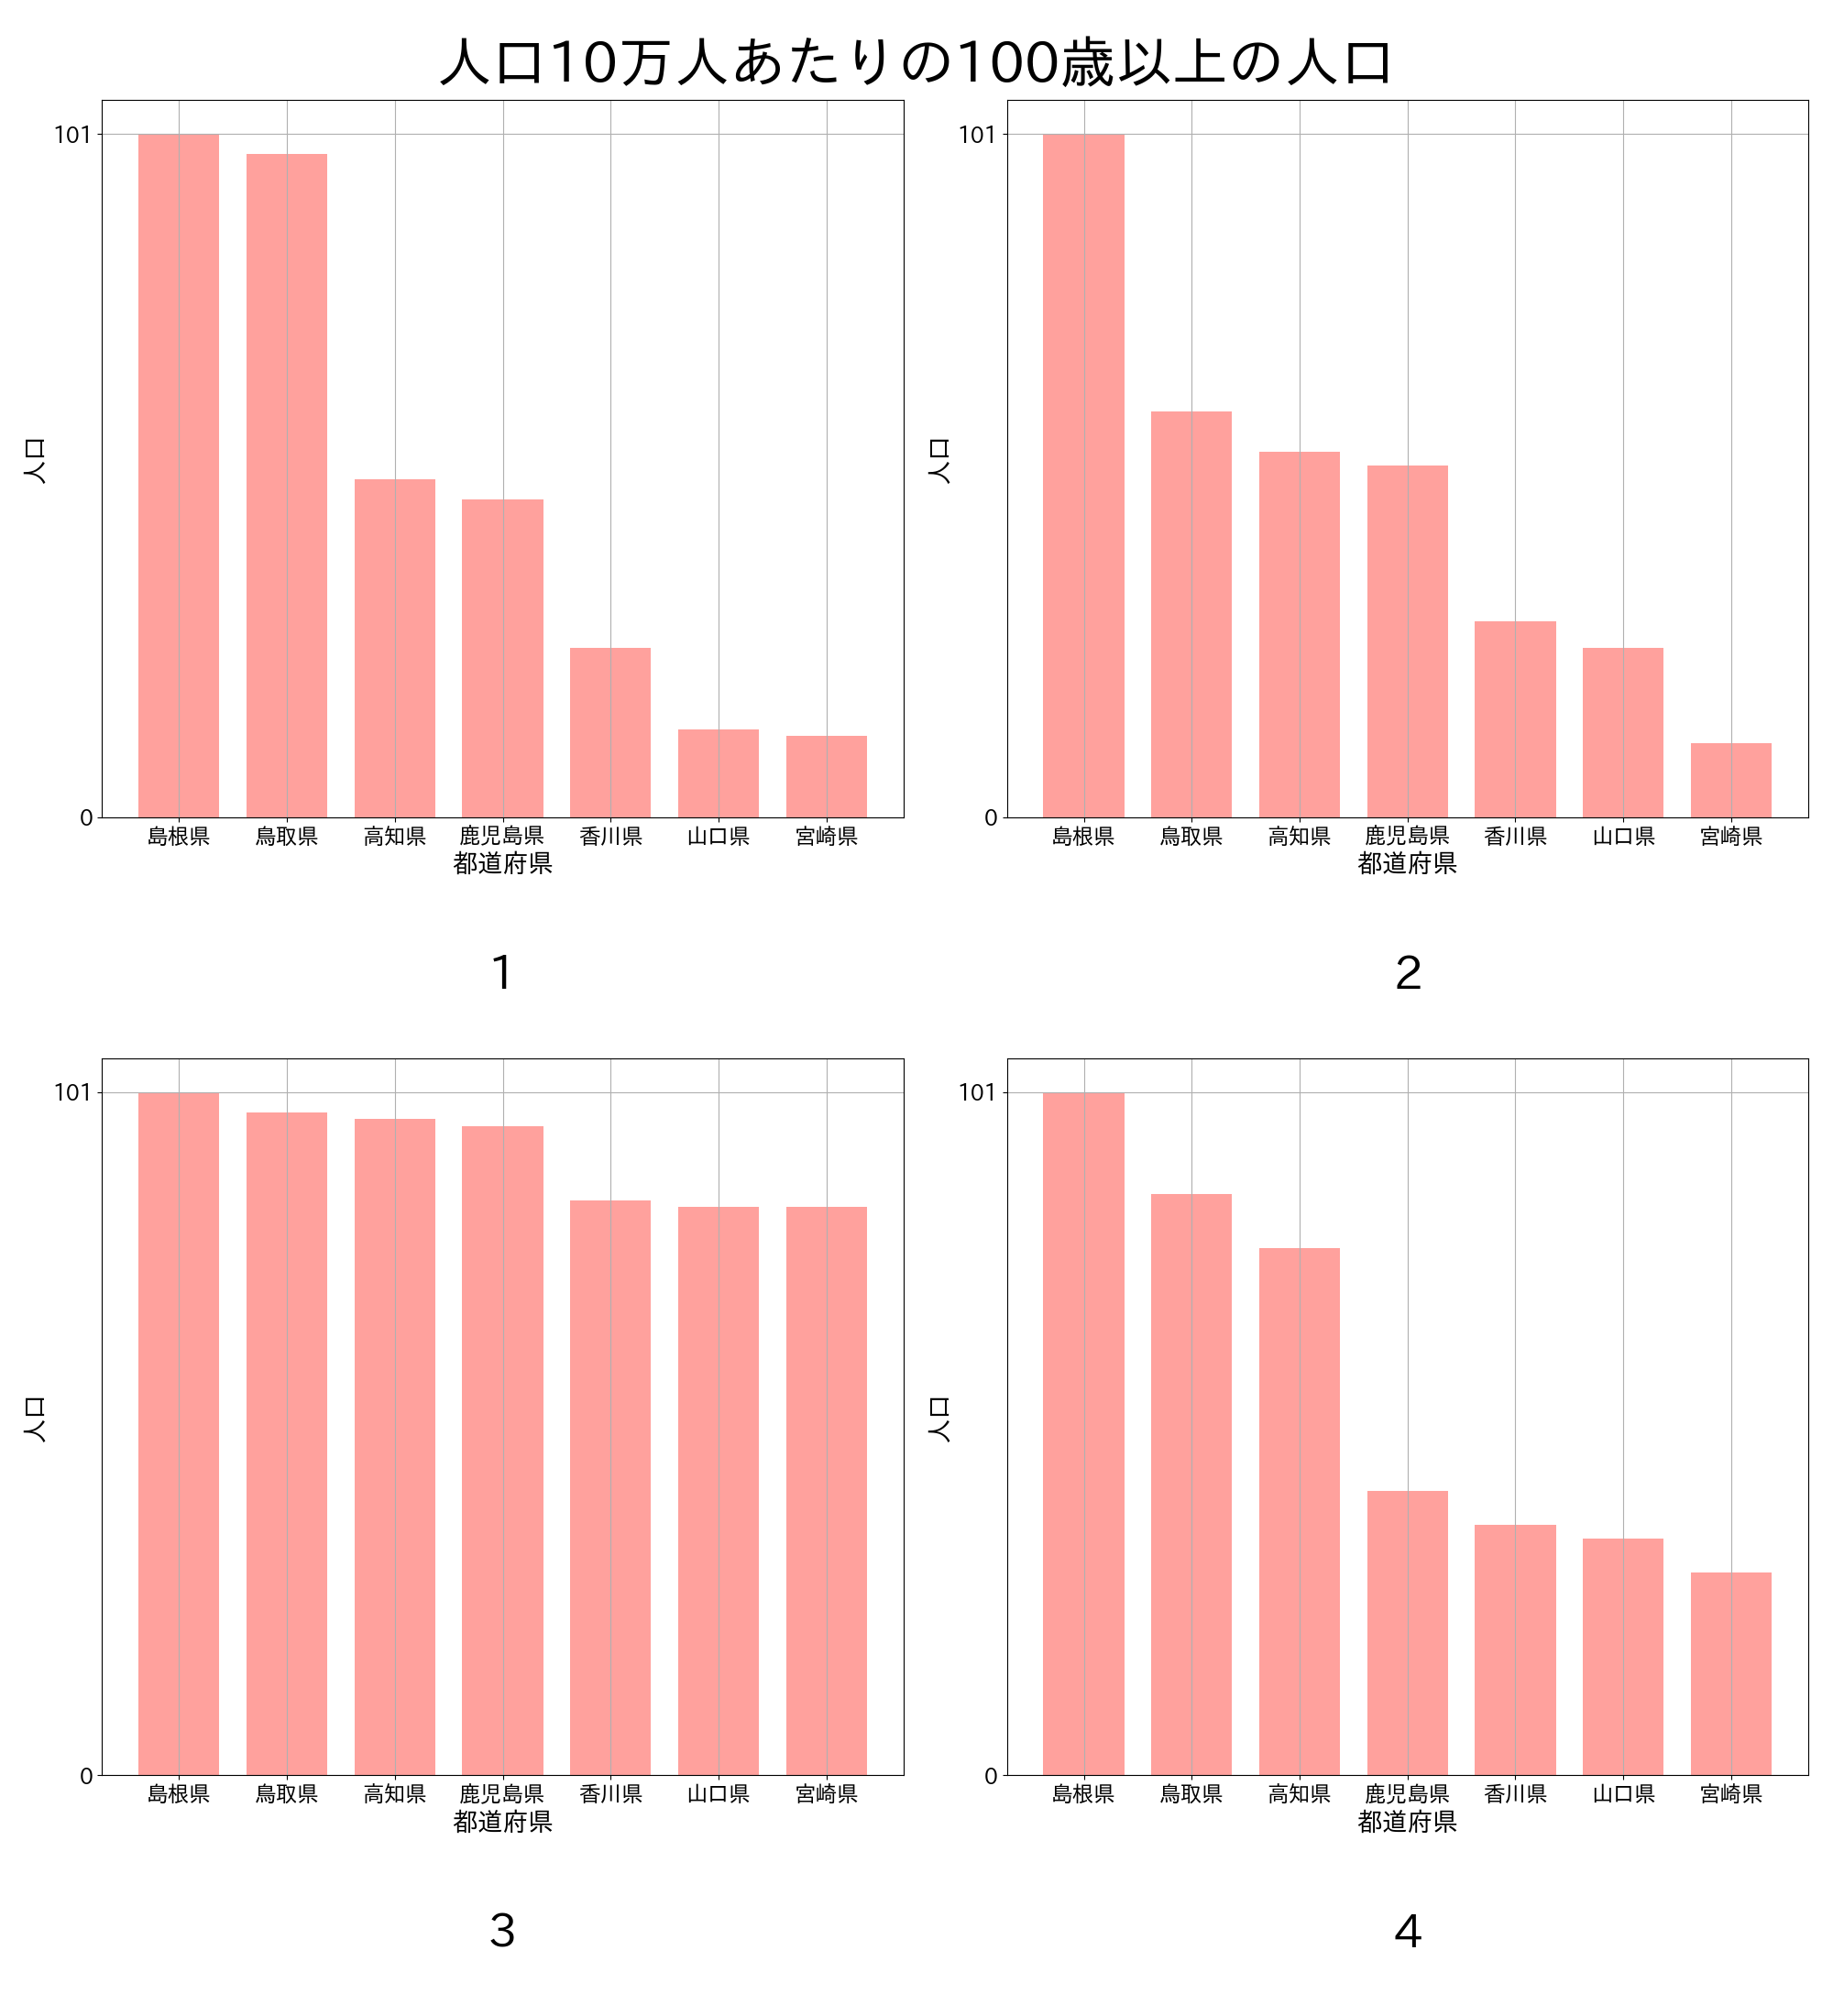 人口10万人あたりの100歳以上の人口
101
0
人口
島根県 鳥取県 高知県 鹿児島県 香川県 山口県 宮崎県
都道府県
1
101
0
人口
島根県 鳥取県 高知県 鹿児島県 香川県 山口県 宮崎県
都道府県
2
101
0
人口
島根県 鳥取県 高知県 鹿児島県 香川県 山口県 宮崎県
都道府県
3
101
0
人口
島根県 鳥取県 高知県 鹿児島県 香川県 山口県 宮崎県
都道府県
4